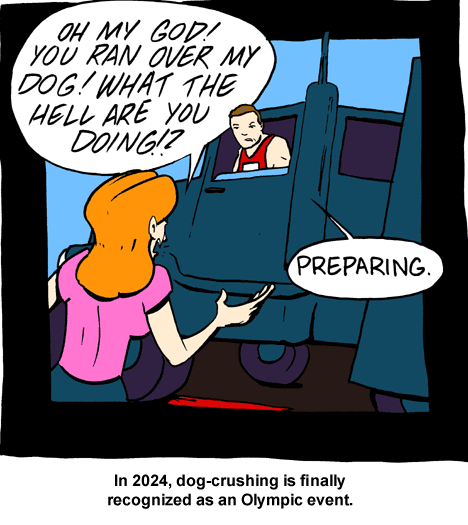 OH MY GOD!
YOU RAN OVER MY
DOG! WHAT THE
HELL ARE YOU
DOING!?
PREPARING.
In 2024, dog-crushing is finally
recognized as an Olympic event.